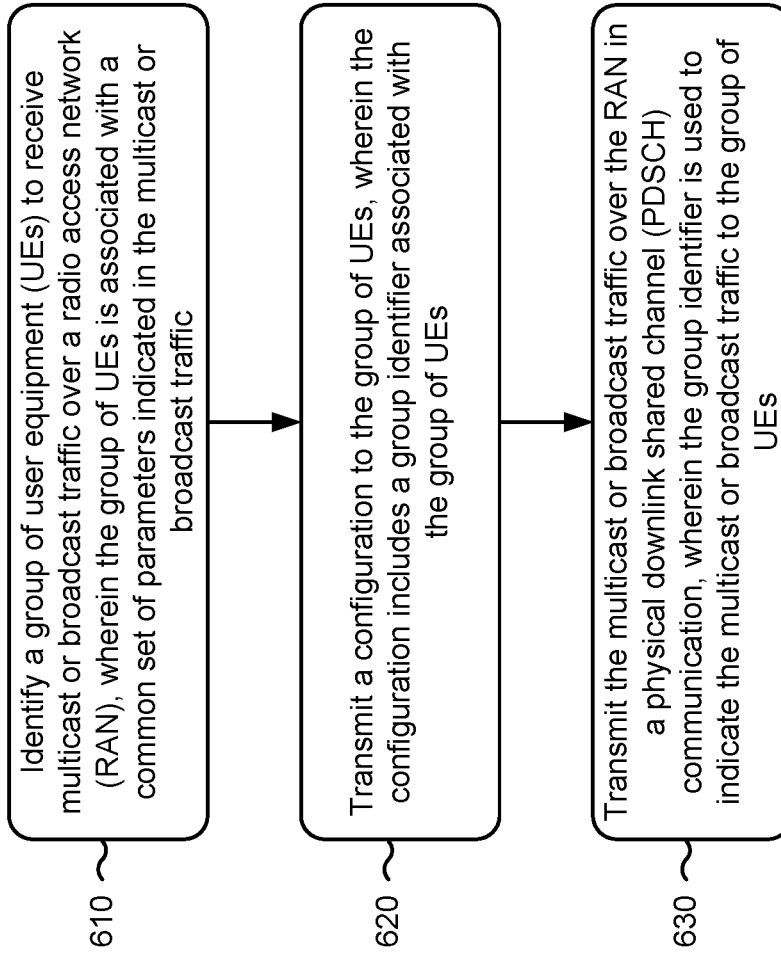 610
Identify a group of user equipment (UEs) to receive
multicast or broadcast traffic over a radio access network
(RAN), wherein the group of UEs is associated with a
common set of parameters indicated in the multicast or
broadcast traffic
620
Transmit a configuration to the group of UEs, wherein the
configuration includes a group identifier associated with
the group of UEs
630
Transmit the multicast or broadcast traffic over the RAN in
a physical downlink shared channel (PDSCH)
communication, wherein the group identifier is used to
indicate the multicast or broadcast traffic to the group of
UEs